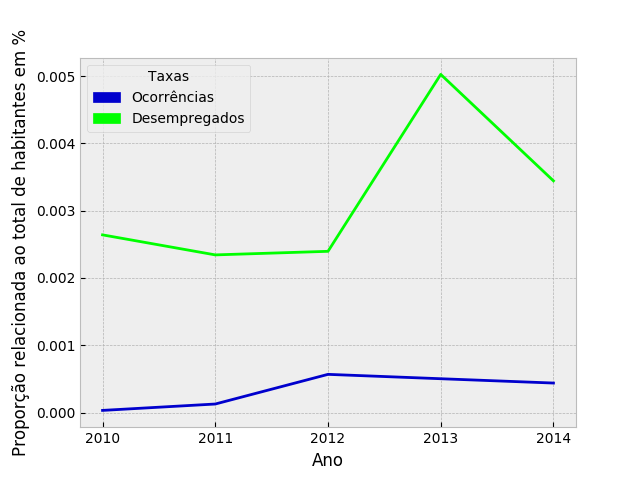 Proporção relacionada ao total de habitantes em %
0.005
0.004
0.003
0.002
0.001
0.000
Taxas
Ocorrências
Desempregados
2010 2011 2012 2013 2014
Ano